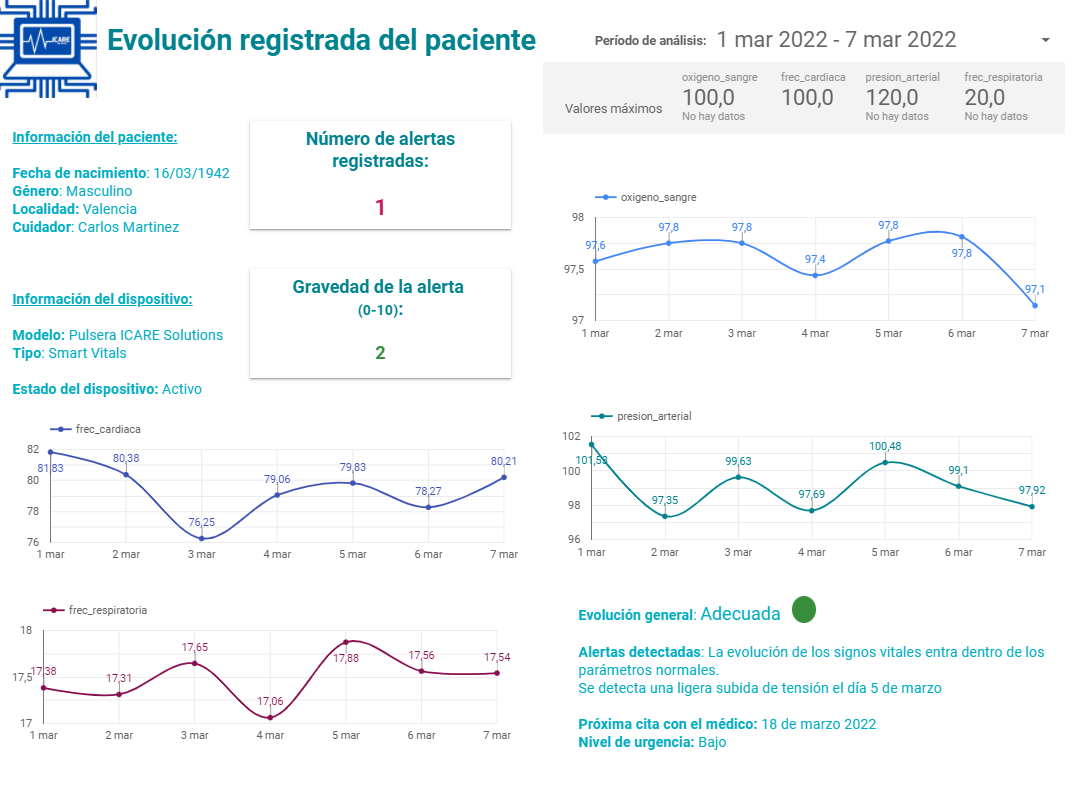 ICARE
Evolución registrada del paciente
Período de análisis: 1 mar 2022 - 7 mar 2022
Valores máximos
oxigeno_sangre
100,0
No hay datos
frec_cardiaca
100,0
presion_arterial
120,0
No hay datos
frec_respiratoria
20,0
No hay datos
Información del paciente:
Fecha de nacimiento: 16/03/1942
Género: Masculino
Localidad: Valencia
Cuidador: Carlos Martinez
Número de alertas
registradas:
1
Información del dispositivo:
Modelo: Pulsera ICARE Solutions
Tipo: Smart Vitals
Estado del dispositivo: Activo
Gravedad de la alerta
(0-10):
2
oxigeno_sangre
98
97,5
97
97,6
97,8
97,8
97,4
97,8
97,8
97,1
1 mar
2 mar
3 mar
4 mar
5 mar
6 mar
7 mar
frec_cardiaca
82
80
78
76
81,83
80,38
76,25
79,06
79,83
78,27
80,21
1 mar
2 mar
3 mar
4 mar
5 mar
6 mar
7 mar
presion_arterial
102
100
98
96
101,53
97,35
99,63
97,69
100,48
99,1
97,92
1 mar
2 mar
3 mar
4 mar
5 mar
6 mar
7 mar
frec_respiratoria
18
17,5
17
17,38
17,31
17,65
17,06
17,88
17,56
17,54
1 mar
2 mar
3 mar
4 mar
5 mar
6 mar
7 mar
Evolución general: Adecuada
Alertas detectadas: La evolución de los signos vitales entra dentro de los
parámetros normales.
Se detecta una ligera subida de tensión el día 5 de marzo
Próxima cita con el médico: 18 de marzo 2022
Nivel de urgencia: Bajo